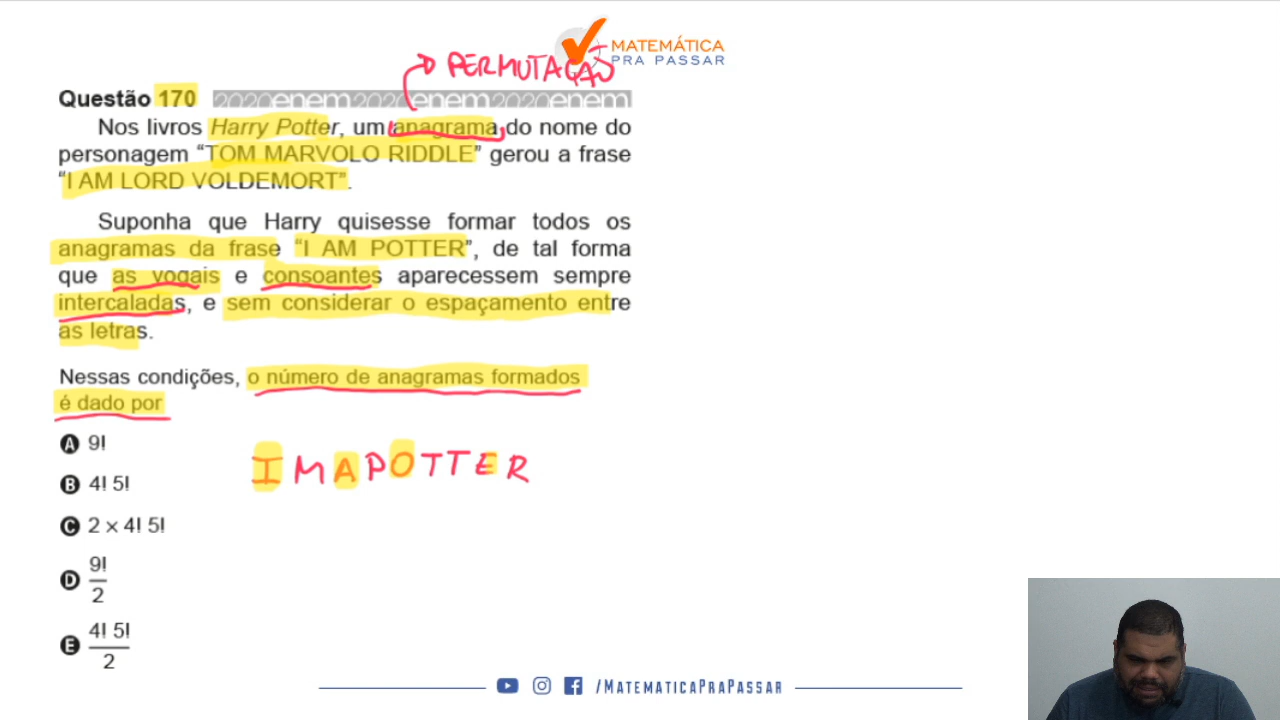 MATEMÁTICA
PRA PASSAR
PERMUTAÇÃO
Questão 170 2020enem2020enem2020enem
Nos livros Harry Potter, um anagrama do nome do
personagem “TOM MARVOLO RIDDLE” gerou a frase
“I AM LORD VOLDEMORT”.
Suponha que Harry quisesse formar todos os
anagramas da frase “I AM POTTER”, de tal forma
que as vogais e consoantes aparecessem sempre
intercaladas, e sem considerar o espaçamento entre
as letras.
Nessas condições, o número de anagramas formados
é dado por
A 9!
B 4! 5!
C 2 × 4! 5!
D 9!
2
E 4! 5!
2
I M A P O T T E R
/MATEMATICAPRAPASSAR